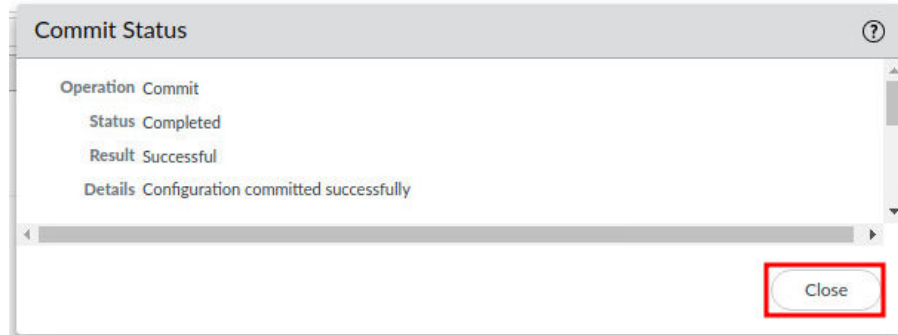 Commit Status
?
Operation Commit
Status Completed
Result Successful
Details Configuration committed successfully
Close